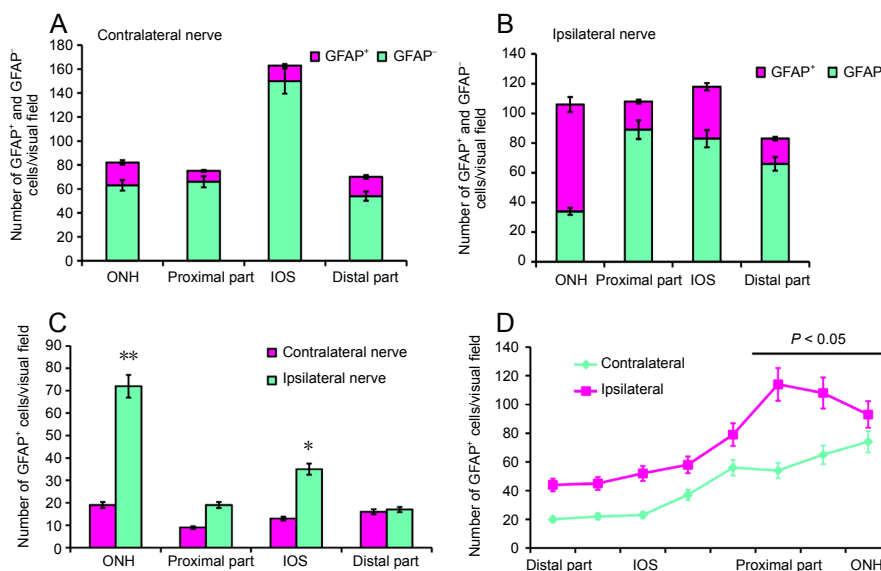 A
Contralateral nerve
GFAP⁺ GFAP⁻
Number of GFAP⁺ and GFAP⁻
cells/visual field
180
160
140
120
100
80
60
40
20
0
ONH Proximal part IOS Distal part
B
Ipsilateral nerve
GFAP⁺ GFAP
Number of GFAP⁺ and GFAP⁻
cells/visual field
140
120
100
80
60
40
20
0
ONH Proximal part IOS Distal part
C
Contralateral nerve
Ipsilateral nerve
Number of GFAP⁺ cells/visual field
90
80
70
60
50
40
30
20
10
0
**
*
ONH Proximal part IOS Distal part
D
P < 0.05
Contralateral
Ipsilateral
Number of GFAP⁺ cells/visual field
140
120
100
80
60
40
20
0
Distal part IOS Proximal part ONH